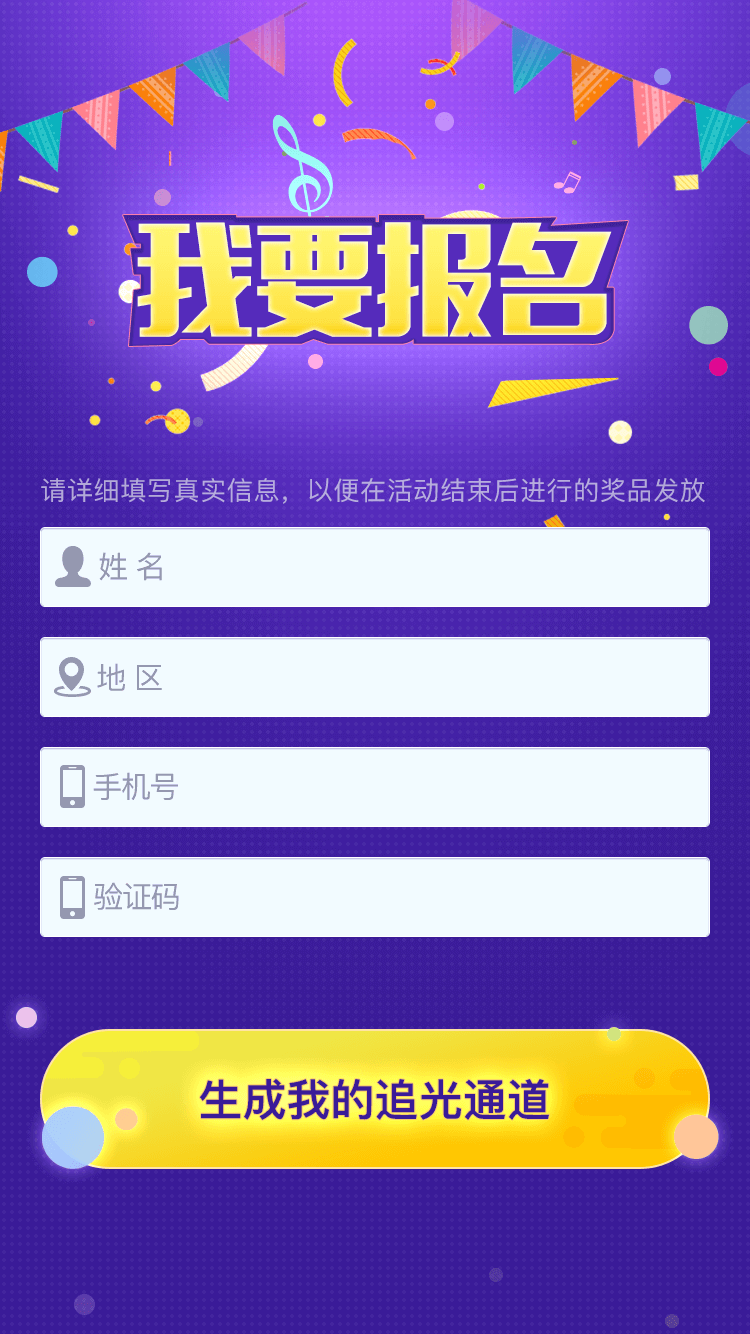 我要报名
请详细填写真实信息，以便在活动结束后进行的奖品发放
姓 名
地 区
手机号
验证码
生成我的追光通道